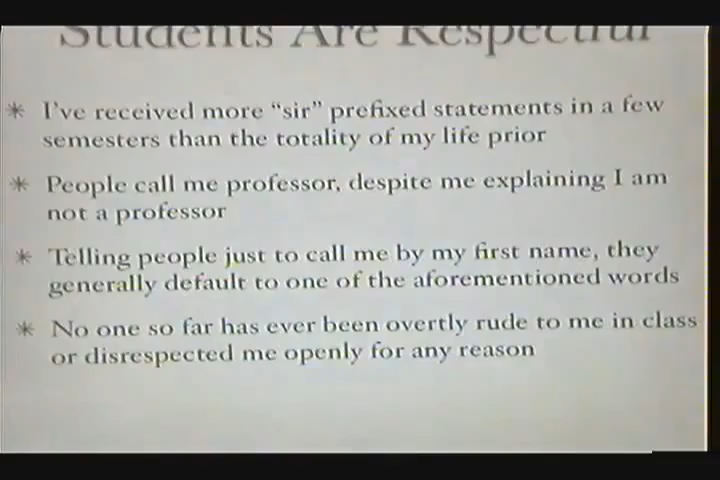 Students Are Respectful
* I've received more "sir" prefixed statements in a few
semesters than the totality of my life prior
* People call me professor, despite me explaining I am
not a professor
* Telling people just to call me by my first name, they
generally default to one of the aforementioned words
* No one so far has ever been overtly rude to me in class
or disrespected me openly for any reason